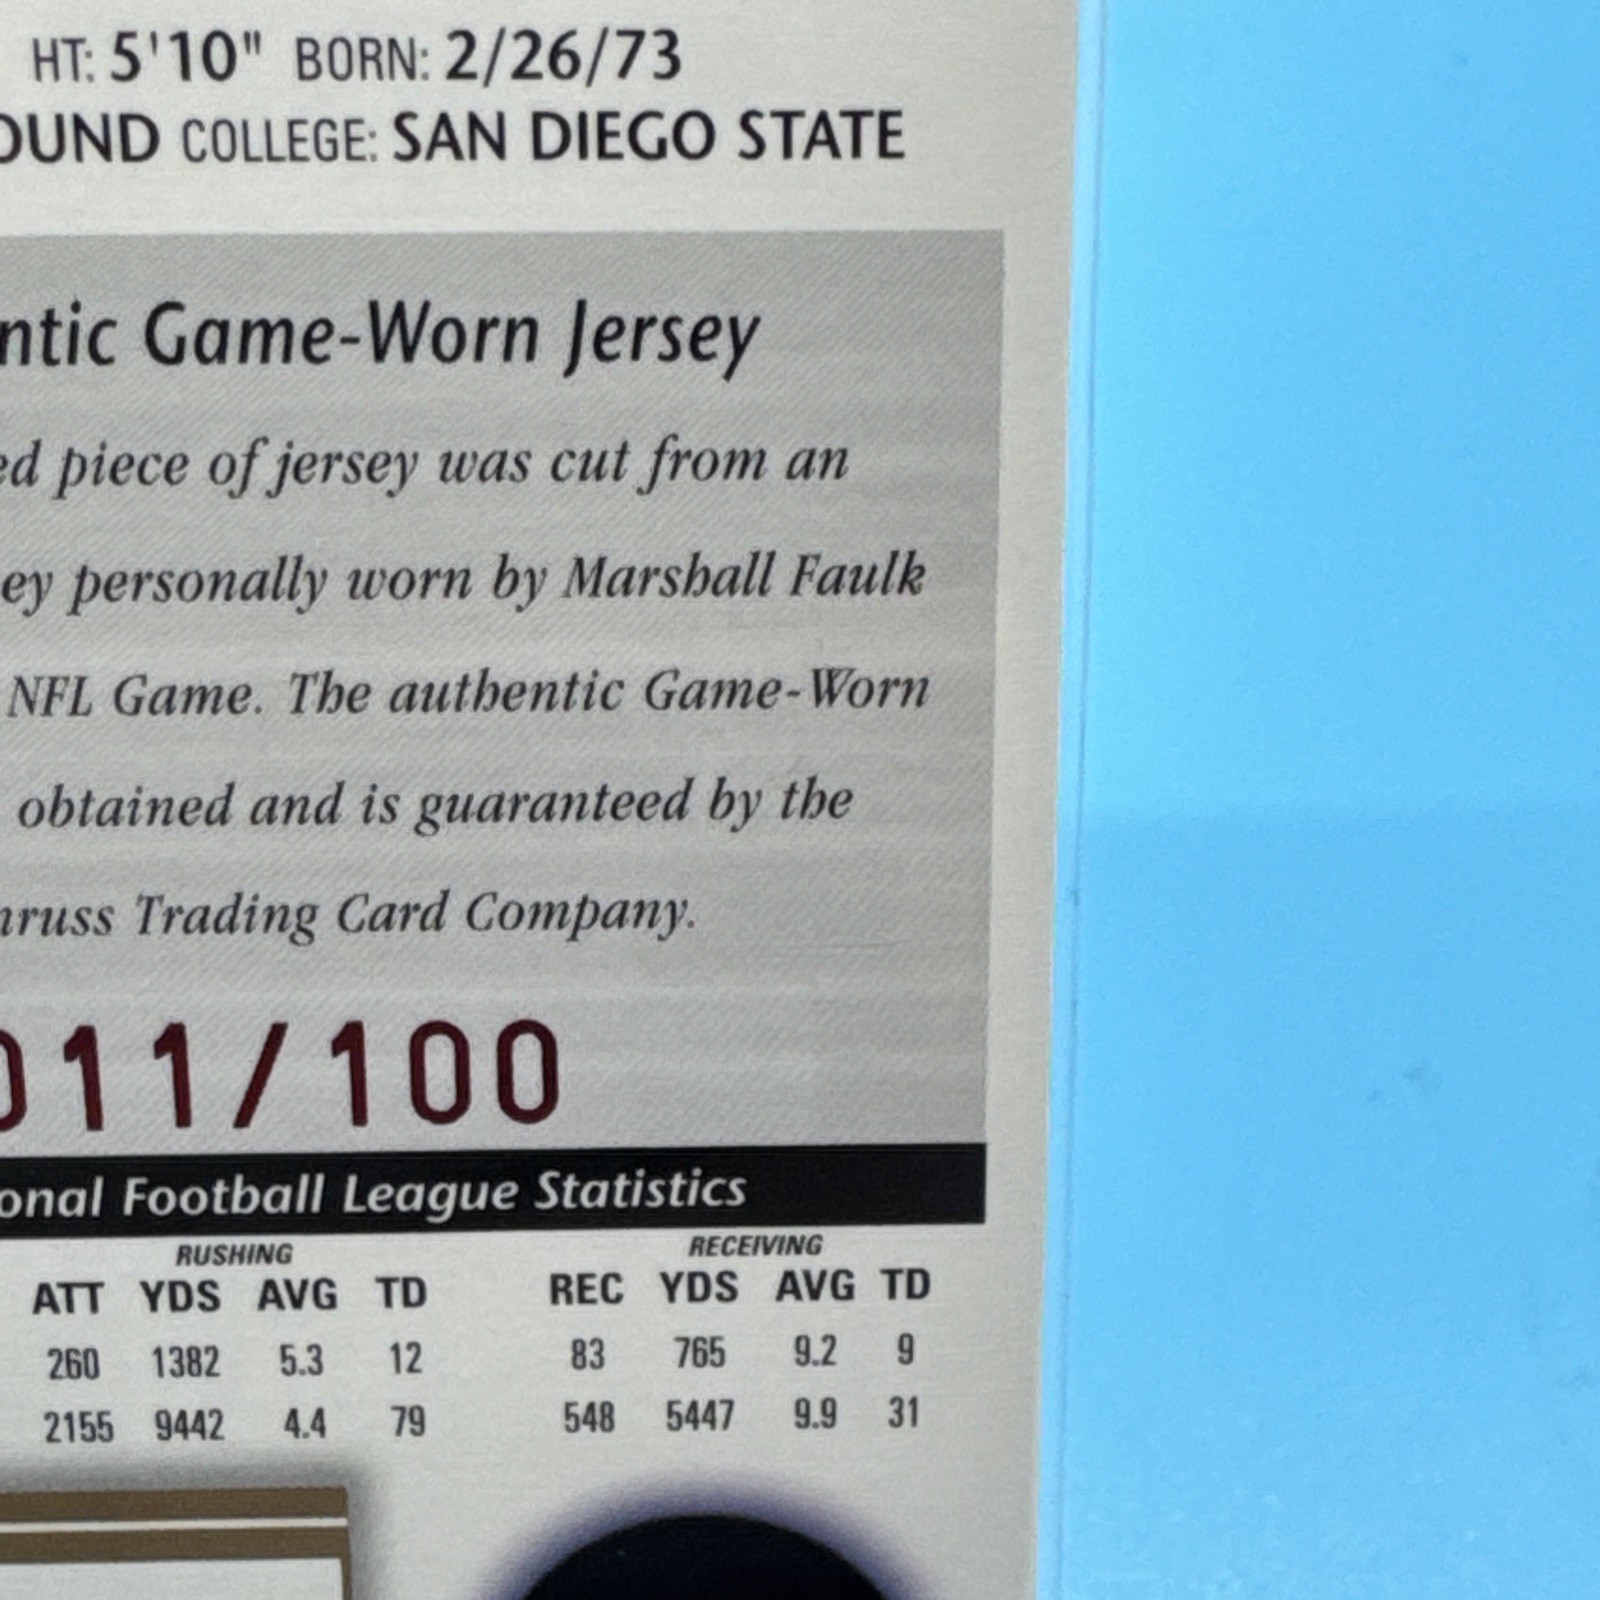 HT: 5'10" BORN: 2/26/73
OUND COLLEGE: SAN DIEGO STATE
ntic Game-Worn Jersey
ed piece of jersey was cut from an
ey personally worn by Marshall Faulk
NFL Game. The authentic Game-Worn
obtained and is guaranteed by the
nruss Trading Card Company.
011/100
onal Football League Statistics
RUSHING RECEIVING
ATT YDS AVG TD REC YDS AVG TD
260 1382 5.3 12 83 765 9.2 9
2155 9442 4.4 79 548 5447 9.9 31